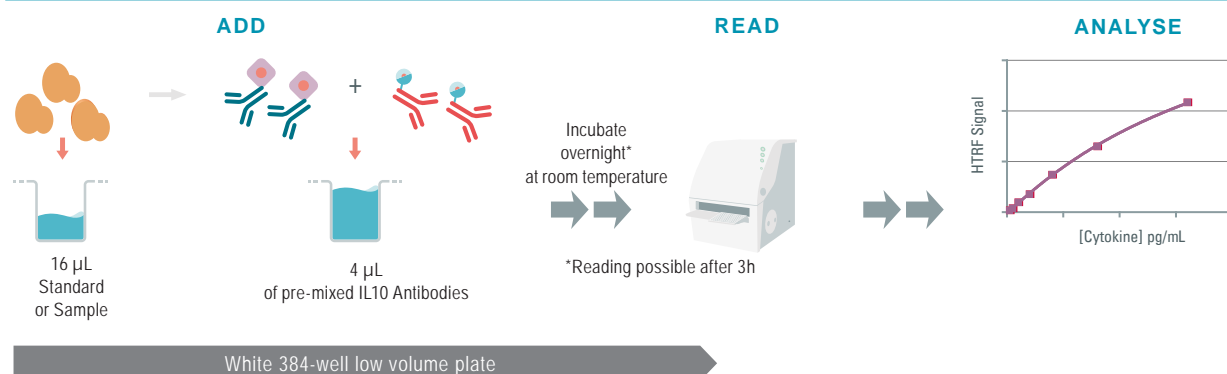 ADD
READ
ANALYSE
+
Incubate
overnight*
at room temperature
HTRF Signal
[Cytokine] pg/mL
16 µL
Standard
or Sample
4 µL
of pre-mixed IL10 Antibodies
*Reading possible after 3h
White 384-well low volume plate